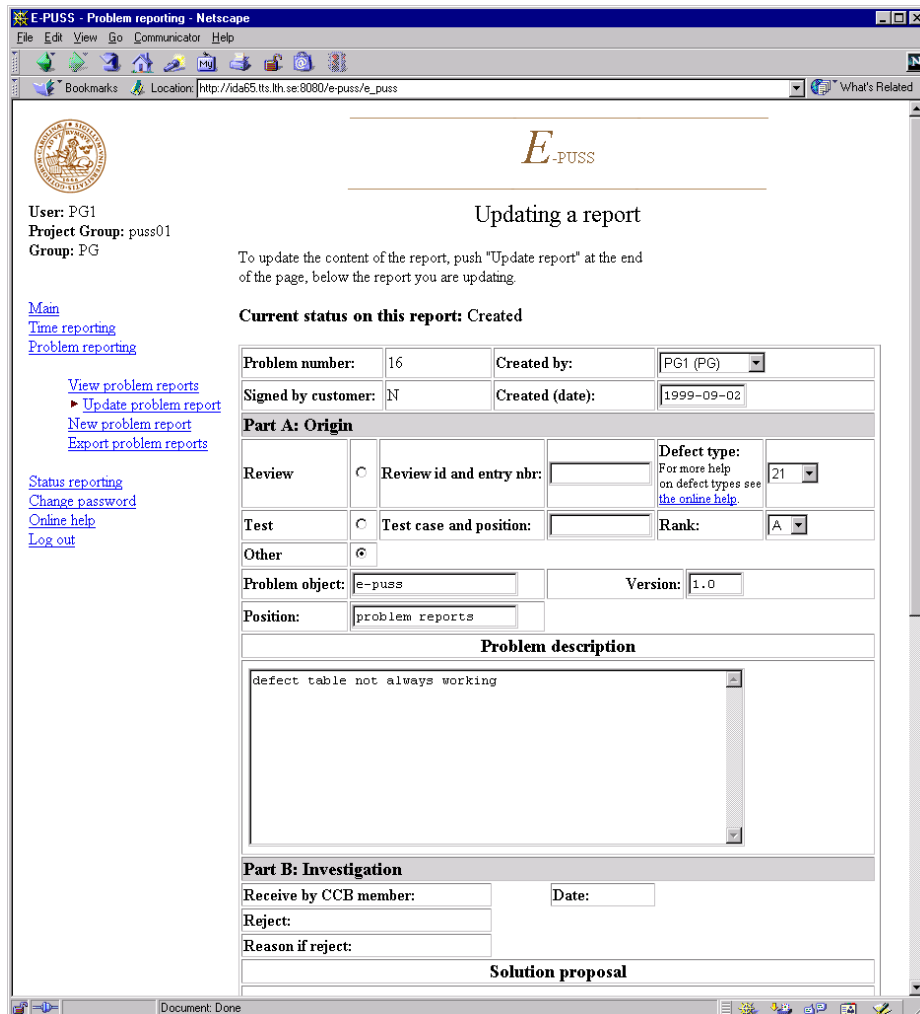 E-PUSS - Problem reporting - Netscape
File Edit View Go Communicator Help
My
N
Bookmarks Location: http://ida65.tts.lth.se:8080/e-puss/e_puss What's Related
E-PUSS
User: PG1
Project Group: puss01
Group: PG
Main
Time reporting
Problem reporting
View problem reports
Update problem report
New problem report
Export problem reports
Status reporting
Change password
Online help
Log out
Updating a report
To update the content of the report, push "Update report" at the end
of the page, below the report you are updating.
Current status on this report: Created
Problem number: 16 Created by: PG1 (PG)
Signed by customer: N Created (date): 1999-09-02
Part A: Origin
Review Review id and entry nbr: Defect type:
For more help
on defect types see
the online help. 21
Test Test case and position: Rank: A
Other
Problem object: e-puss Version: 1.0
Position: problem reports
Problem description
defect table not always working
Part B: Investigation
Receive by CCB member: Date:
Reject:
Reason if reject:
Solution proposal
Document: Done